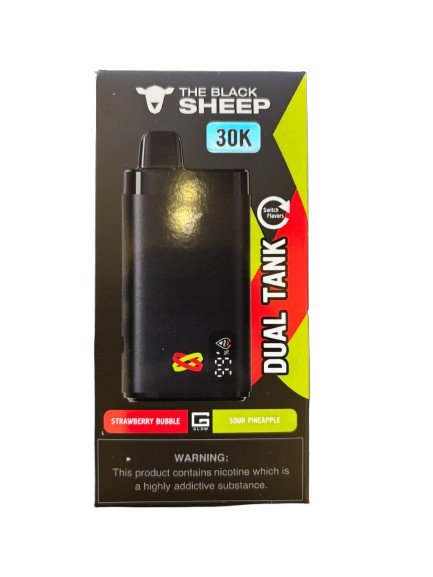 THE BLACK
SHEEP
30K
Switch
Flavors
DUAL TANK
STRAWBERRY BUBBLE
G
GLOW
SOUR PINEAPPLE
WARNING:
This product contains nicotine which is
a highly addictive substance.